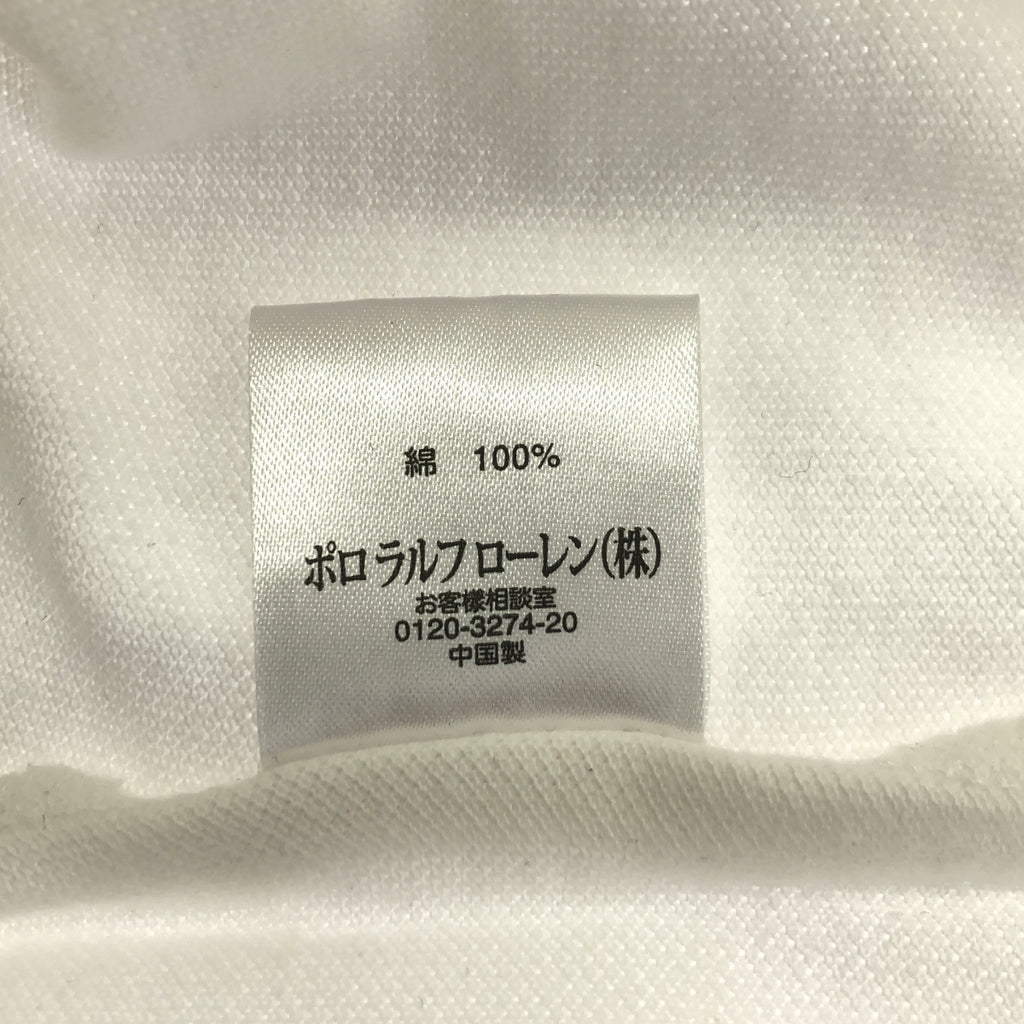 綿 100%
ポロ ラルフ ローレン(株)
お客様相談室
0120-3274-20
中国製